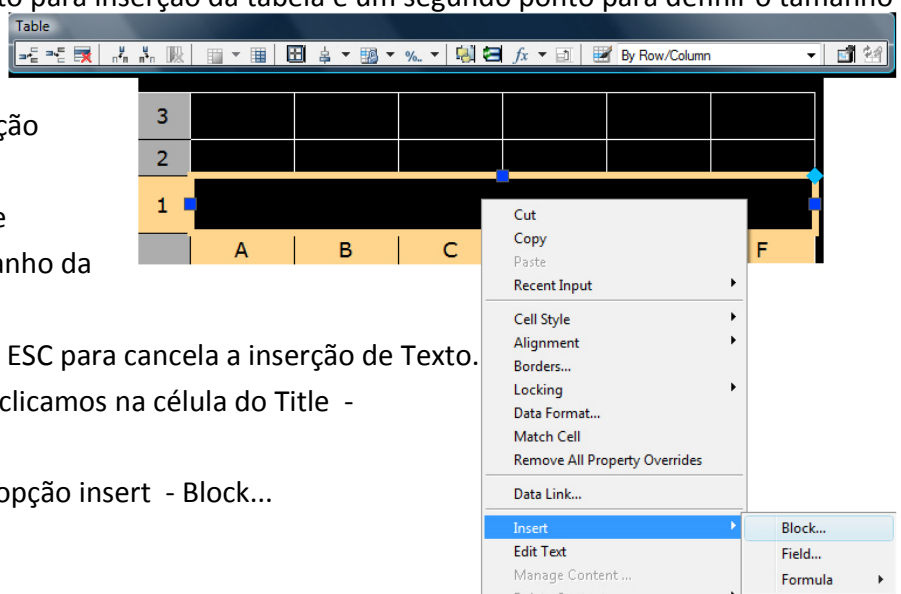 to para inserção da tabela e um segundo ponto para definir o tamanho
Table
By Row/Column
ção
3
2
e
1
anho da
A B C F
ESC para cancela a inserção de Texto.
clicamos na célula do Title -
opção insert - Block...
Cut
Copy
Paste
Recent Input
Cell Style
Alignment
Borders...
Locking
Data Format...
Match Cell
Remove All Property Overrides
Data Link...
Insert
Edit Text
Manage Content ...
Block...
Field...
Formula